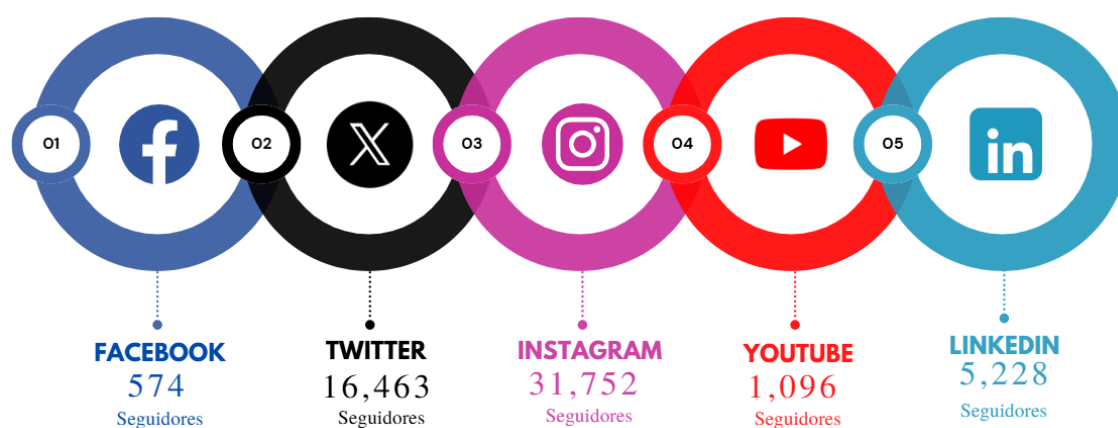 01
02
03
04
05
FACEBOOK
574
Seguidores
TWITTER
16,463
Seguidores
INSTAGRAM
31,752
Seguidores
YOUTUBE
1,096
Seguidores
LINKEDIN
5,228
Seguidores
in